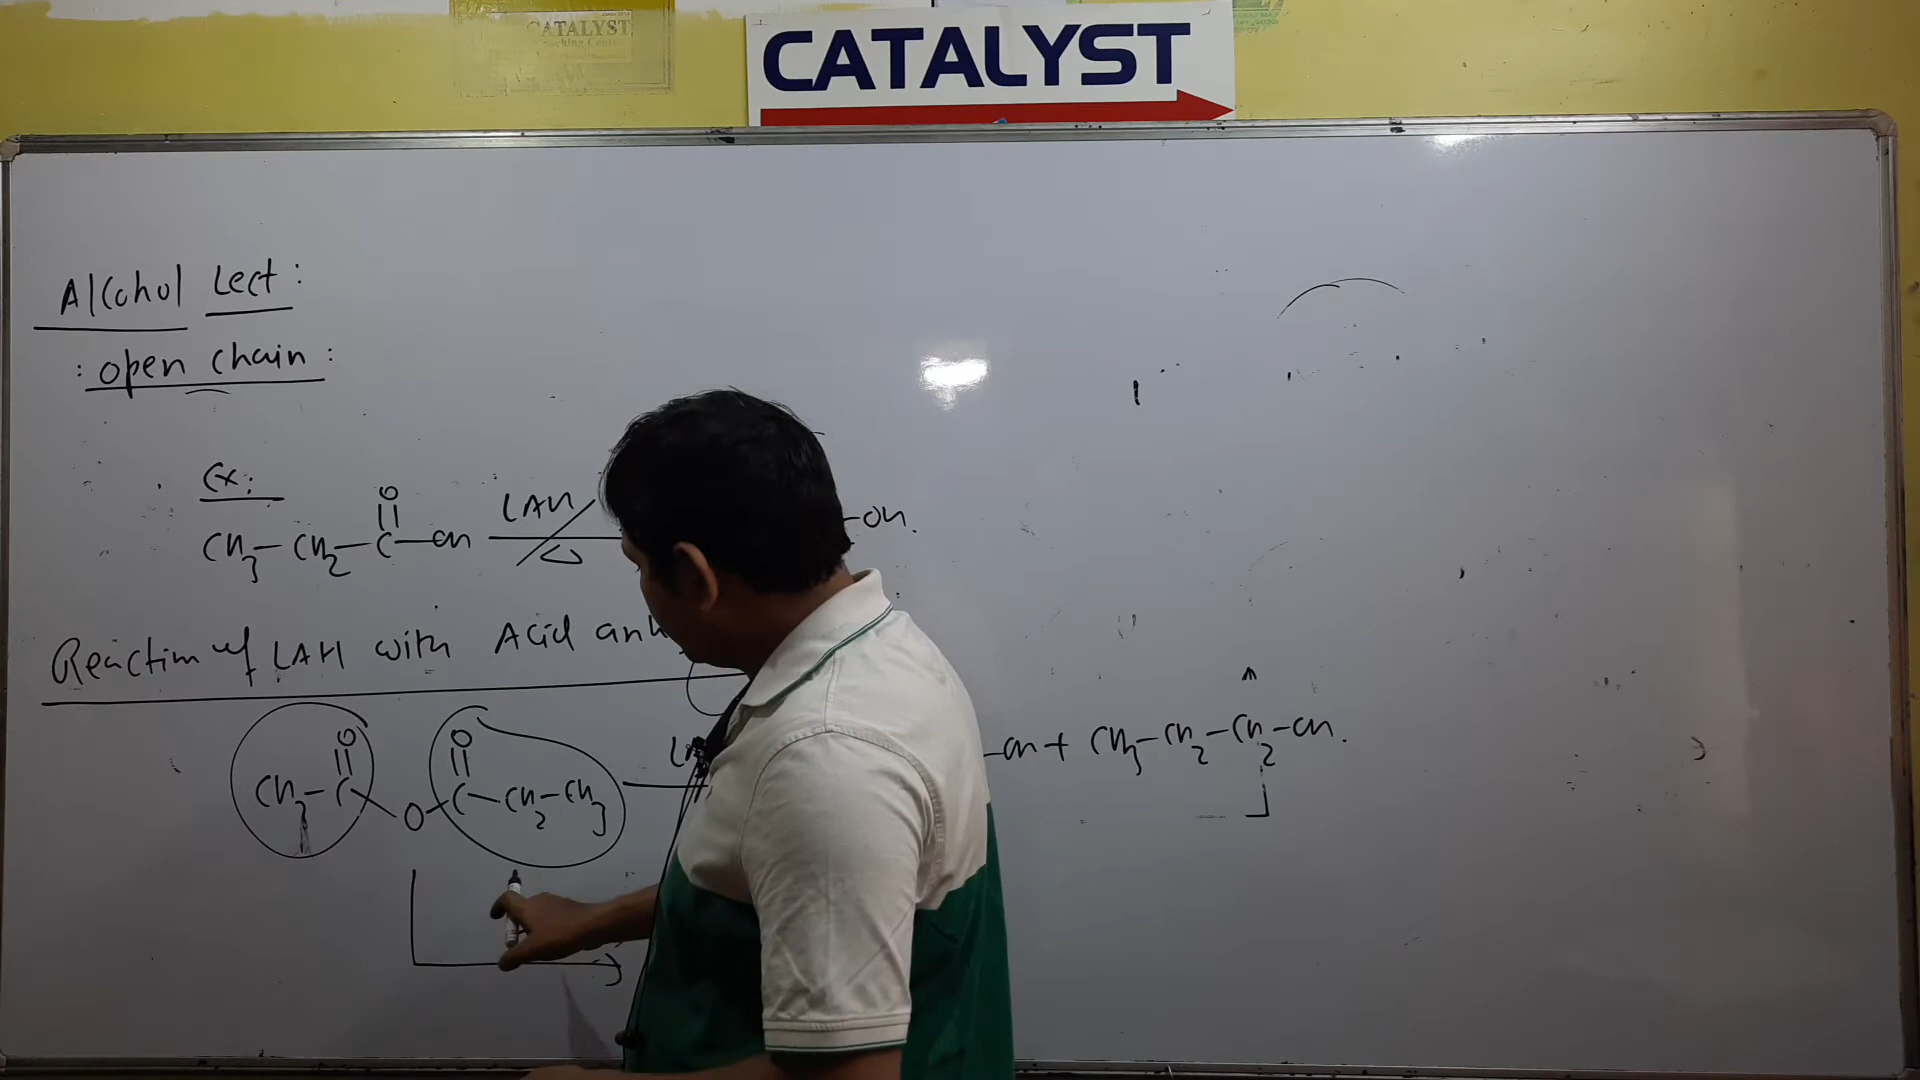 CATALYST
CATALYST
Alcohol Lect:
: open chain :
Ex:
O
CH3-CH2-C-OH LAH -OH.
Reaction of LAH with Acid anh
O O
CH3-C-O-C-CH2-CH3 -OH + CH3-CH2-CH2-OH.